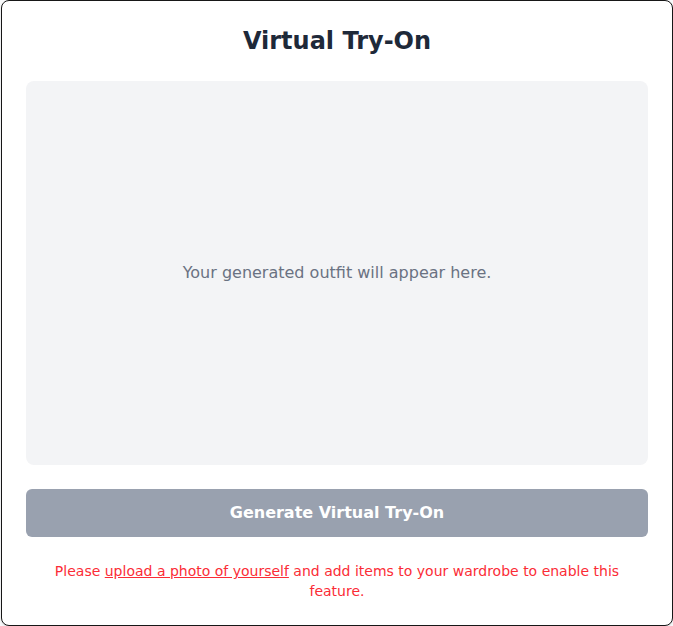 Virtual Try-On
Your generated outfit will appear here.
Generate Virtual Try-On
Please upload a photo of yourself and add items to your wardrobe to enable this
feature.